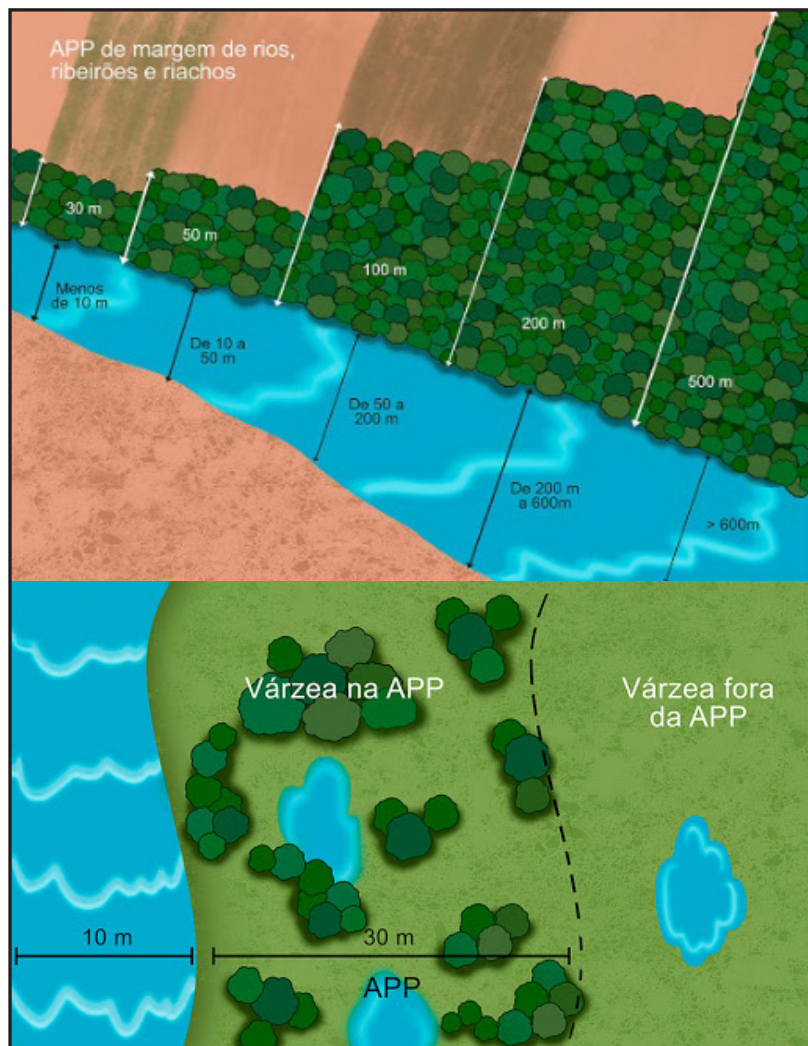 APP de margem de rios,
ribeirões e riachos
30 m
50 m
100 m
200 m
500 m
Menos
de 10 m
De 10 a
50 m
De 50 a
200 m
De 200 m
a 600m
> 600m
Várzea na APP
Várzea fora
da APP
10 m
30 m
APP